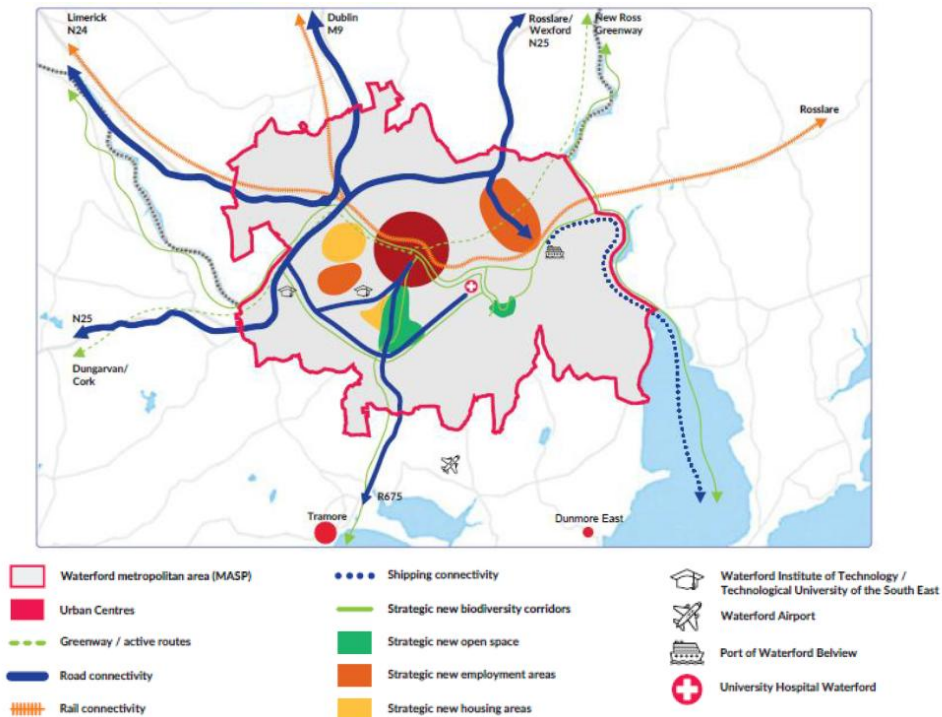 Limerick
N24
Dublin
M9
Rosslare/
Wexford
N25
New Ross
Greenway
Rosslare
N25
Dungarvan/
Cork
R675
Tramore
Dunmore East
Waterford metropolitan area (MASP)
Urban Centres
Greenway / active routes
Road connectivity
Rail connectivity
Shipping connectivity
Strategic new biodiversity corridors
Strategic new open space
Strategic new employment areas
Strategic new housing areas
Waterford Institute of Technology /
Technological University of the South East
Waterford Airport
Port of Waterford Belview
University Hospital Waterford